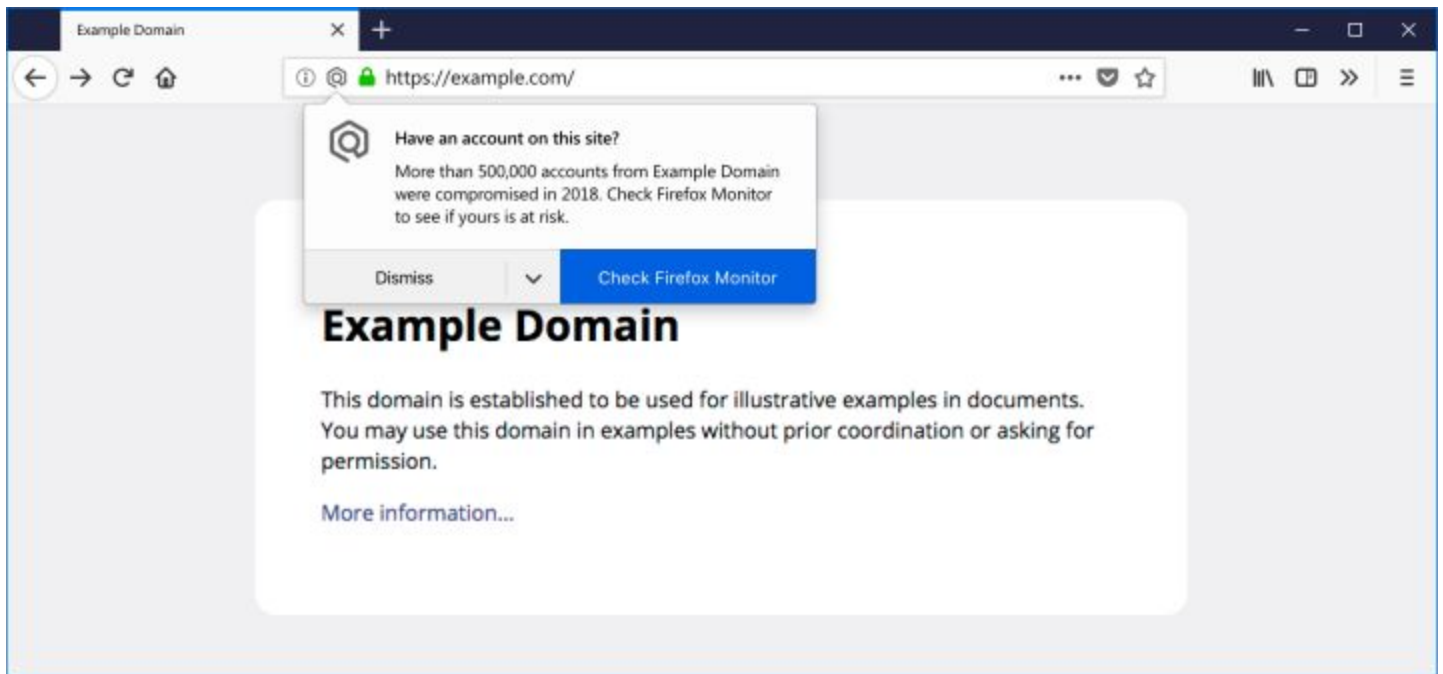 Example Domain
https://example.com/
Have an account on this site?
More than 500,000 accounts from Example Domain
were compromised in 2018. Check Firefox Monitor
to see if yours is at risk.
Dismiss
Check Firefox Monitor
Example Domain
This domain is established to be used for illustrative examples in documents.
You may use this domain in examples without prior coordination or asking for
permission.
More information...